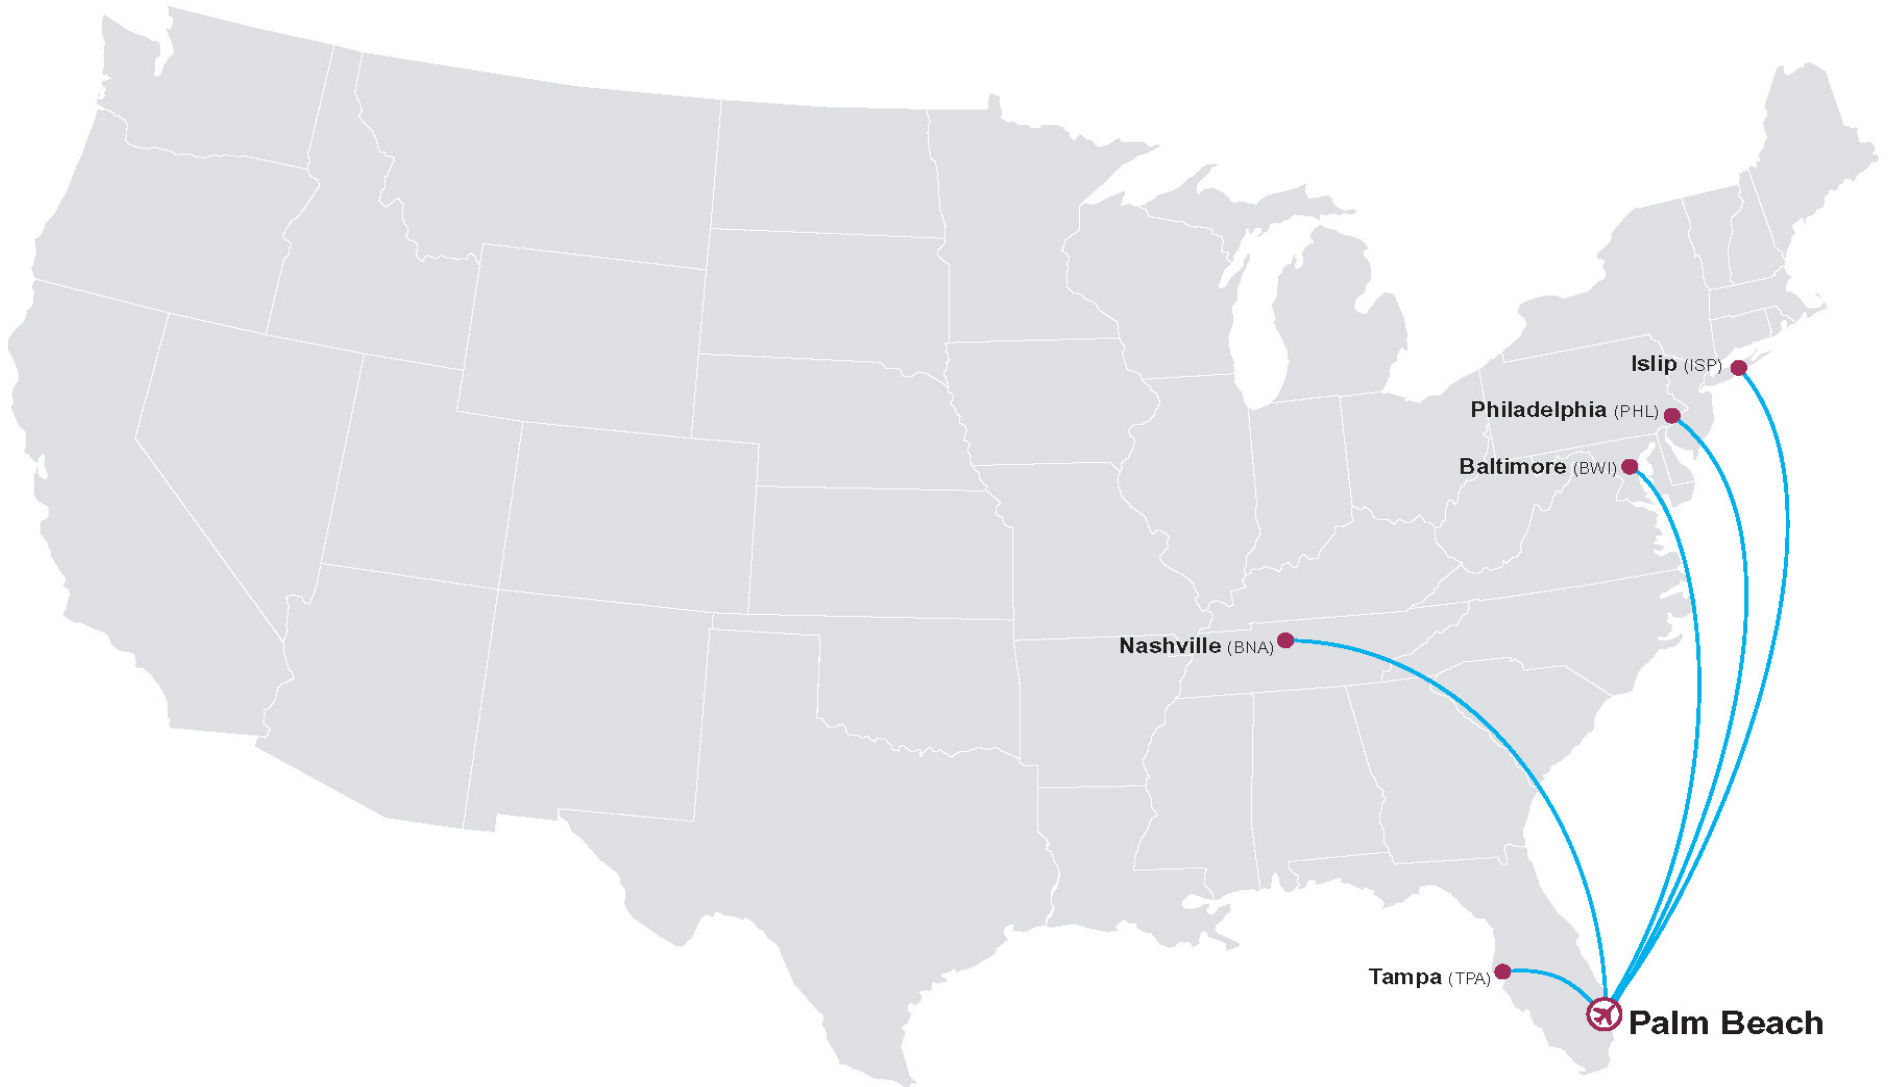 Islip (ISP)
Philadelphia (PHL)
Baltimore (BWI)
Nashville (BNA)
Tampa (TPA)
Palm Beach